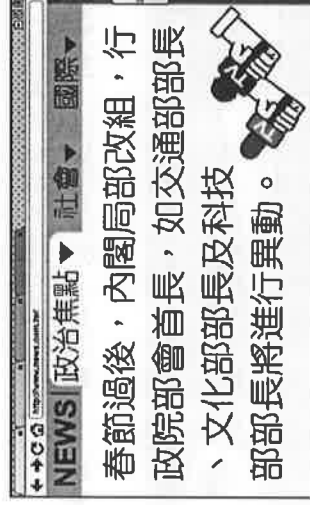 NEWS 政治焦點▼ 社會▼ 國際▼
春節過後，內閣局部改組，行
政院部會首長，如交通部部長
、文化部部長及科技
部部長將進行異動。
TV
TV